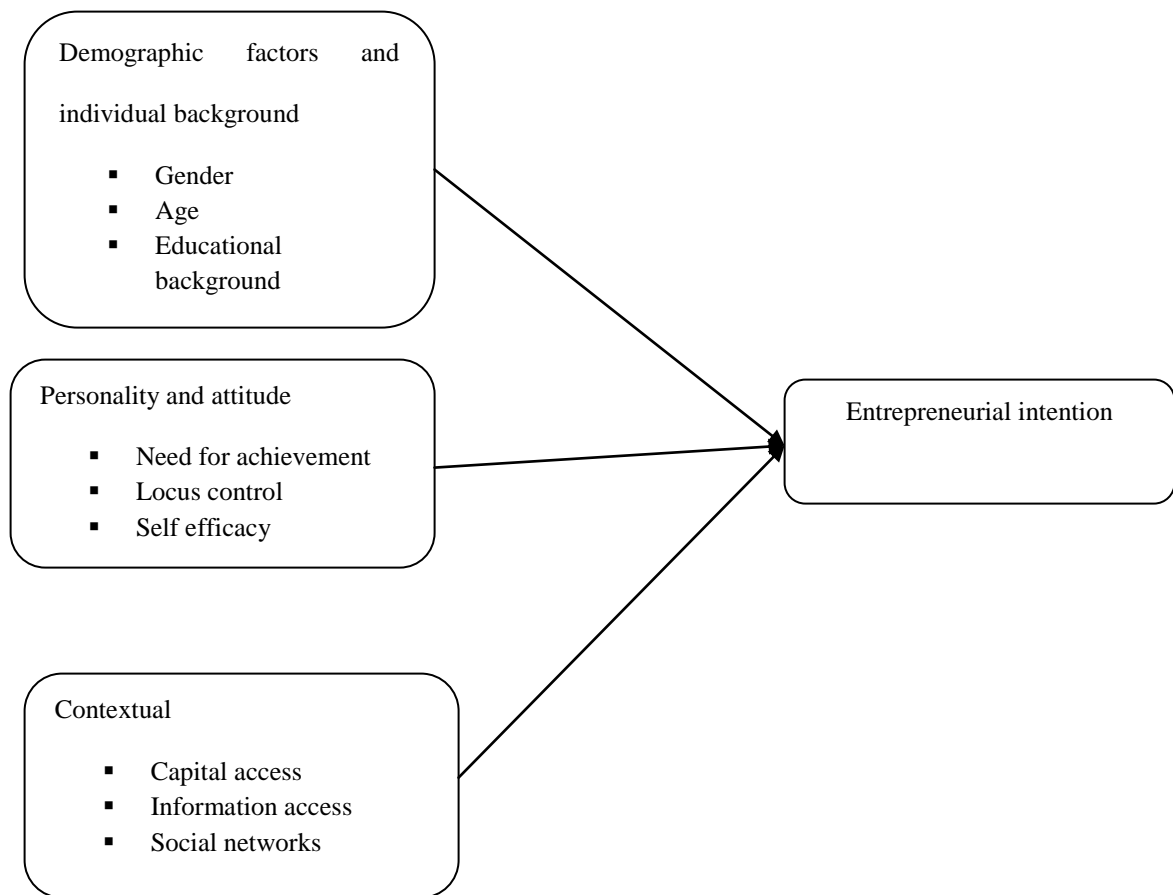 Demographic factors and
individual background
▪ Gender
▪ Age
▪ Educational
background
Personality and attitude
▪ Need for achievement
▪ Locus control
▪ Self efficacy
Entrepreneurial intention
Contextual
▪ Capital access
▪ Information access
▪ Social networks